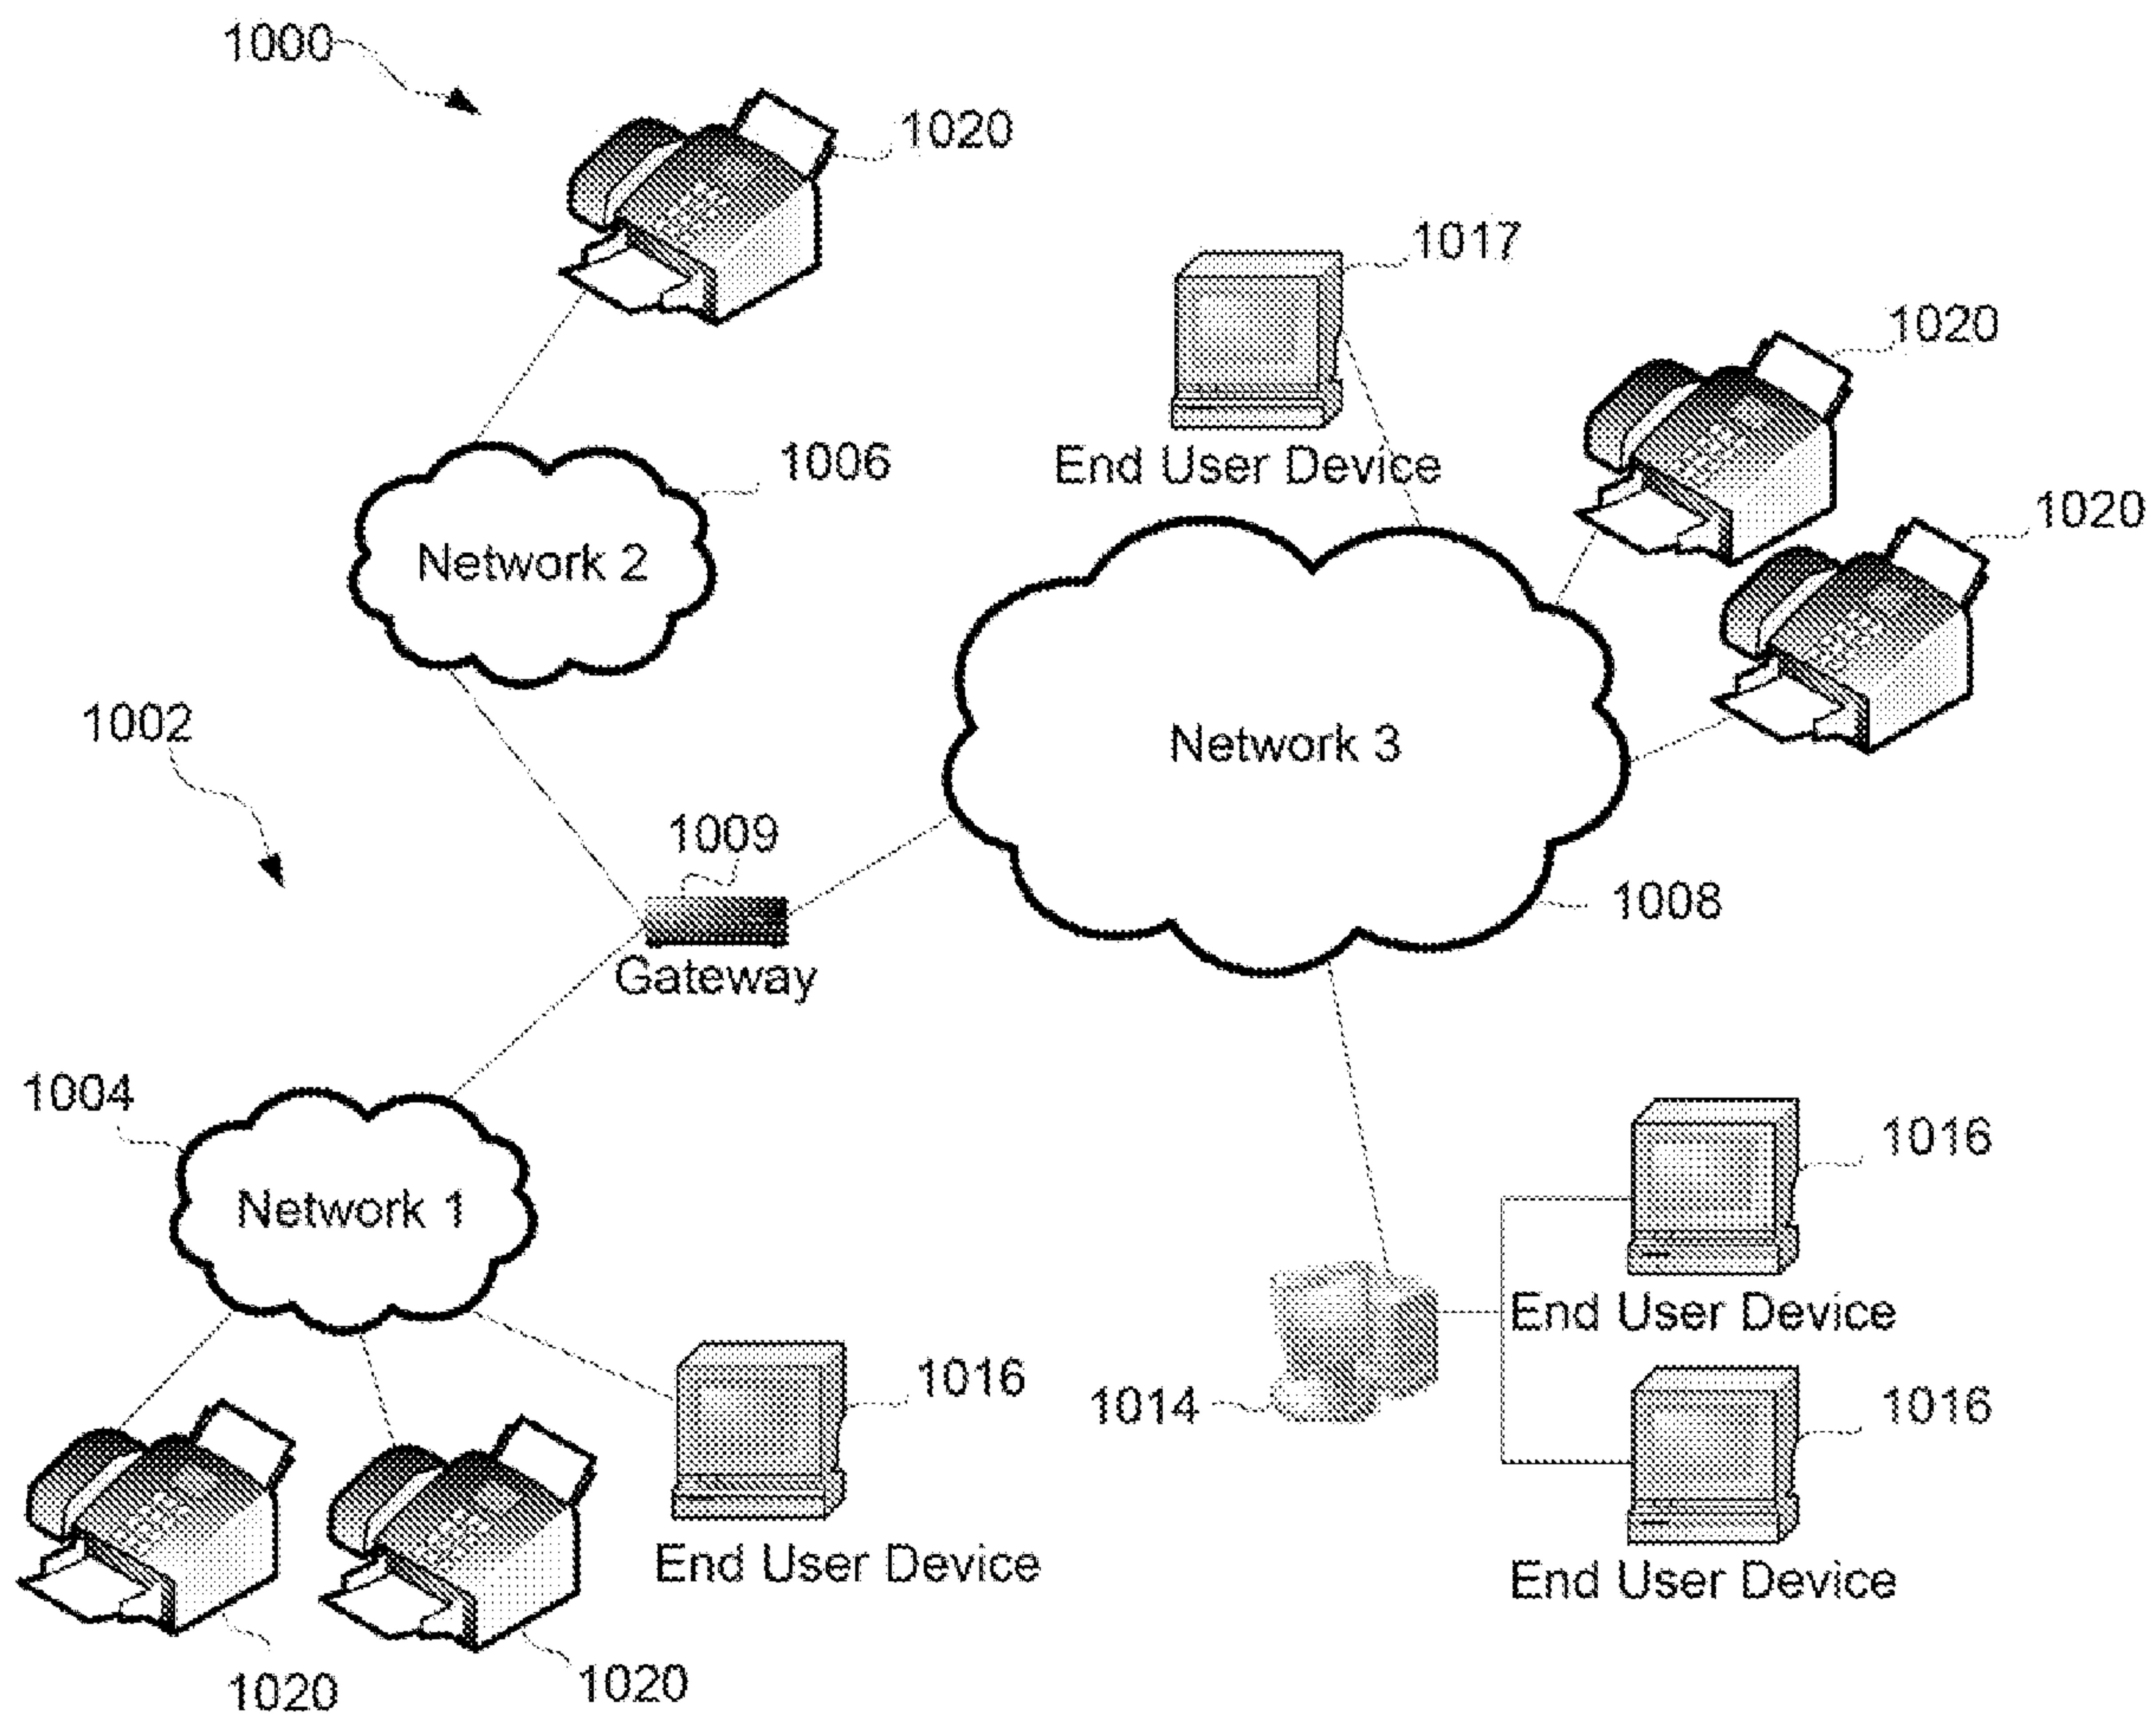 1000
1020
1017
1020
1006
End User Device
1020
Network 2
1002
Network 3
1009
1008
Gateway
1004
1016
Network 1
End User Device
1016
1014
1016
End User Device
End User Device
1020
1020